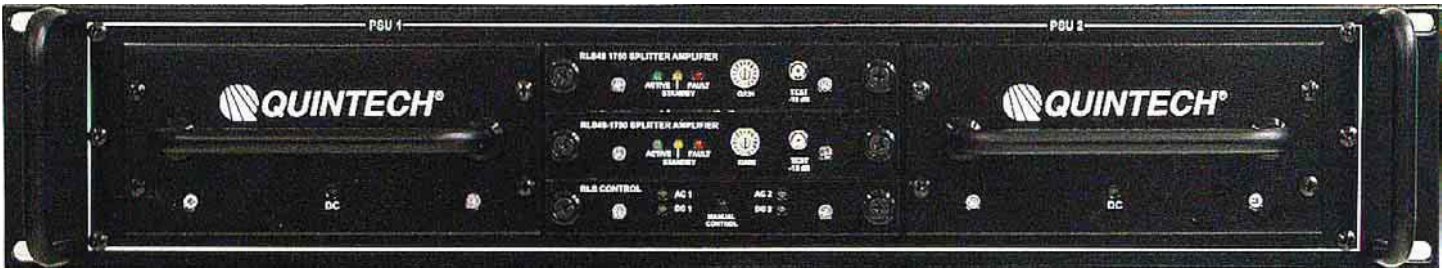 PSU 1
PSU 2
QUINTECH®
RLS49 1750 SPLITTER AMPLIFIER
ACTIVE
FAULT
STANDBY
GAIN
TEST
-15 dB
QUINTECH®
RLS49-1750 SPLITTER AMPLIFIER
ACTIVE
FAULT
STANDBY
GAIN
TEST
-15 dB
DC
RLS CONTROL
AC 1
AC 2
DC 1
DC 2
MANUAL
CONTROL
DC